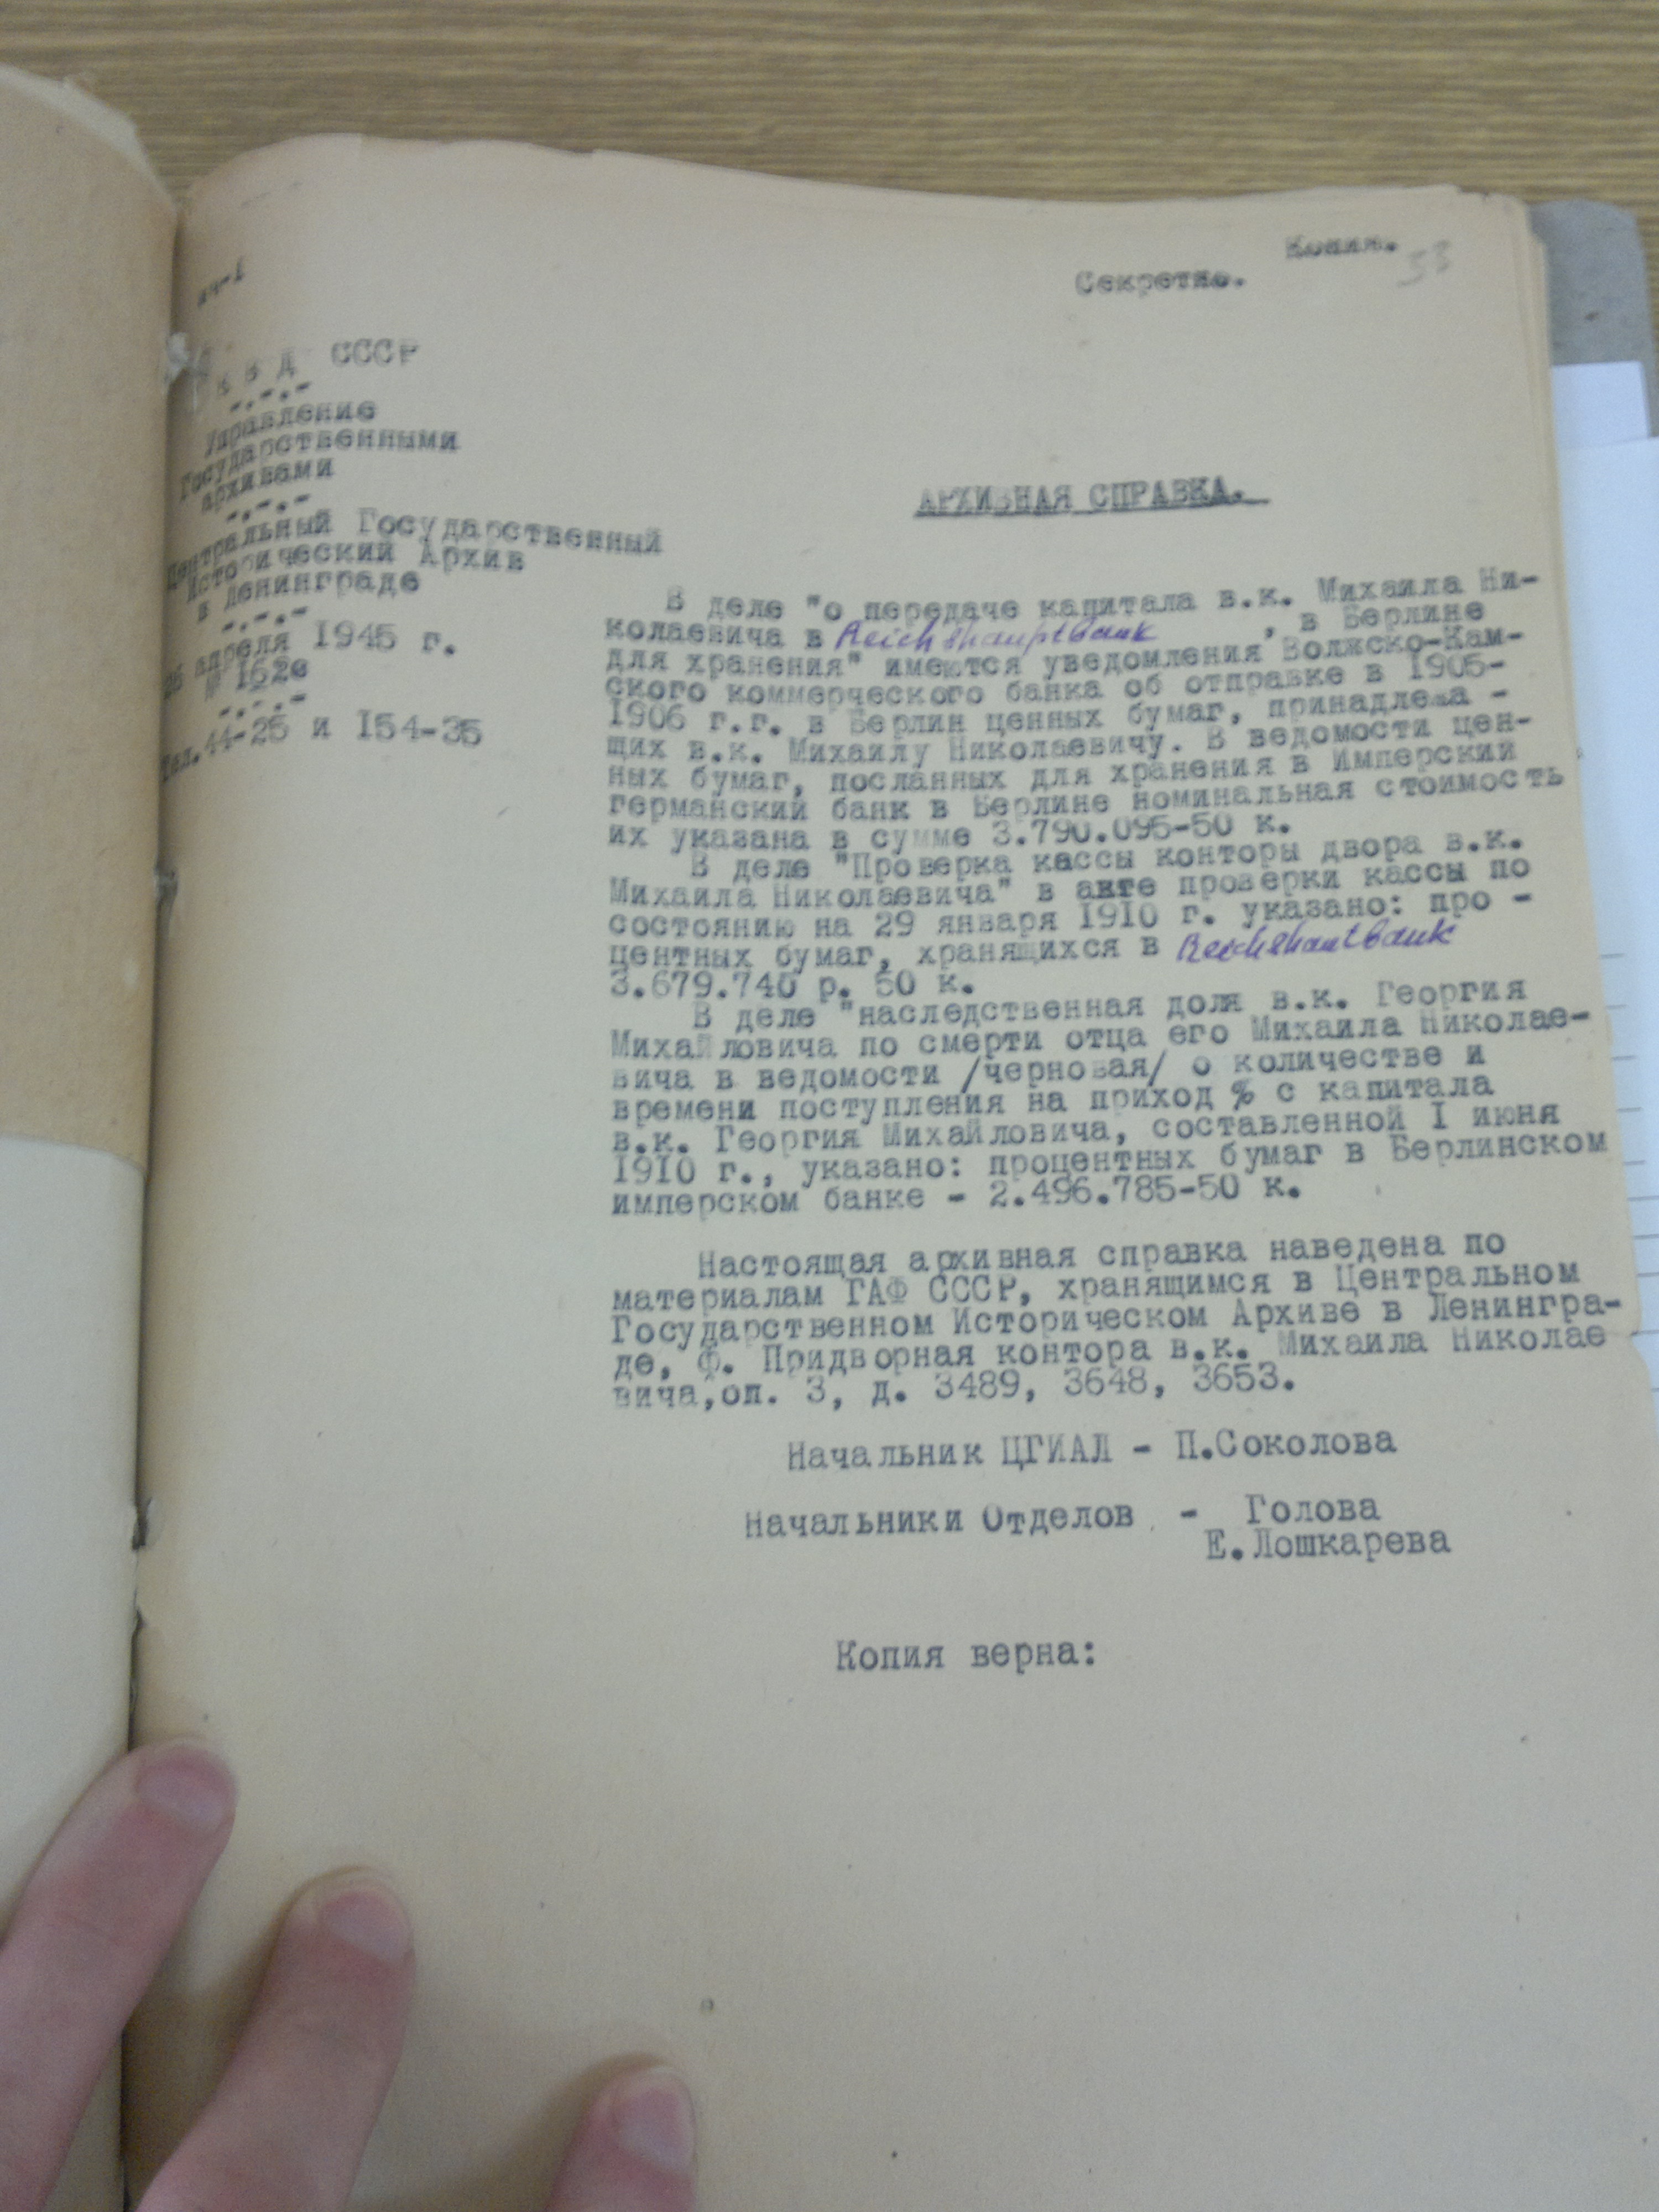 Копия.
33
Секретно.
нч-1
К В Д СССР
-.-.-
Управление
Государственными
архивами
-.-.-
Центральный Государственный
Исторический Архив
в Ленинграде
-.-.-
апреля 1945 г.
№ 162с
-.-.-
Тел.44-25 и 154-35
АРХИВНАЯ СПРАВКА.
В деле "о передаче капитала в.к. Михаила Ни-
колаевича в Reichshauptbank , в Берлине
для хранения" имеются уведомления Волжско-Кам-
ского коммерческого банка об отправке в 1905-
1906 г.г. в Берлин ценных бумаг, принадлежа -
щих в.к. Михаилу Николаевичу. В ведомости цен-
ных бумаг, посланных для хранения в Имперский
германский банк в Берлине номинальная стоимость
их указана в сумме 3.790.095-50 к.
В деле "Проверка кассы конторы двора в.к.
Михаила Николаевича" в акте проверки кассы по
состоянию на 29 января 1910 г. указано: про -
центных бумаг, хранящихся в Reichshautbank
3.679.740 р. 50 к.
В деле "наследственная доля в.к. Георгия
Михайловича по смерти отца его Михаила Николае-
вича в ведомости /черновая/ о количестве и
времени поступления на приход % с капитала
в.к. Георгия Михайловича, составленной I июня
1910 г., указано: процентных бумаг в Берлинском
имперском банке - 2.496.785-50 к.
Настоящая архивная справка наведена по
материалам ГАФ СССР, хранящимся в Центральном
Государственном Историческом Архиве в Ленингра-
де, Ф. Придворная контора в.к. Михаила Николае
вича,оп. 3, д. 3489, 3648, 3653.
Начальник ЦГИАЛ - П.Соколова
Начальники Отделов - Голова
Е.Лошкарева
Копия верна: